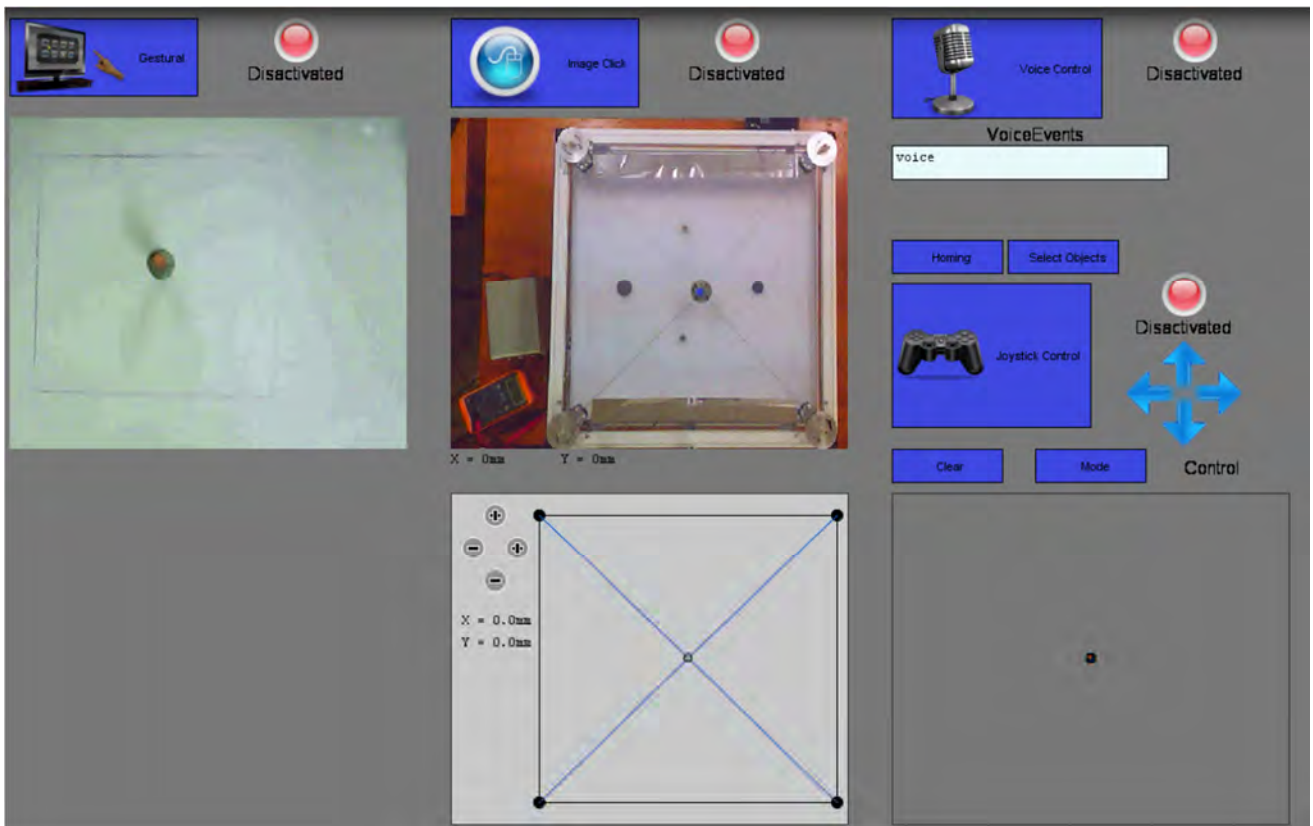 Gestural
Disactivated
Image Click
Disactivated
Voice Control
Disactivated
VoiceEvents
voice
Homing
Select Objects
Joystick Control
Disactivated
X = 0mm
Y = 0mm
Clear
Mode
Control
X = 0.0mm
Y = 0.0mm